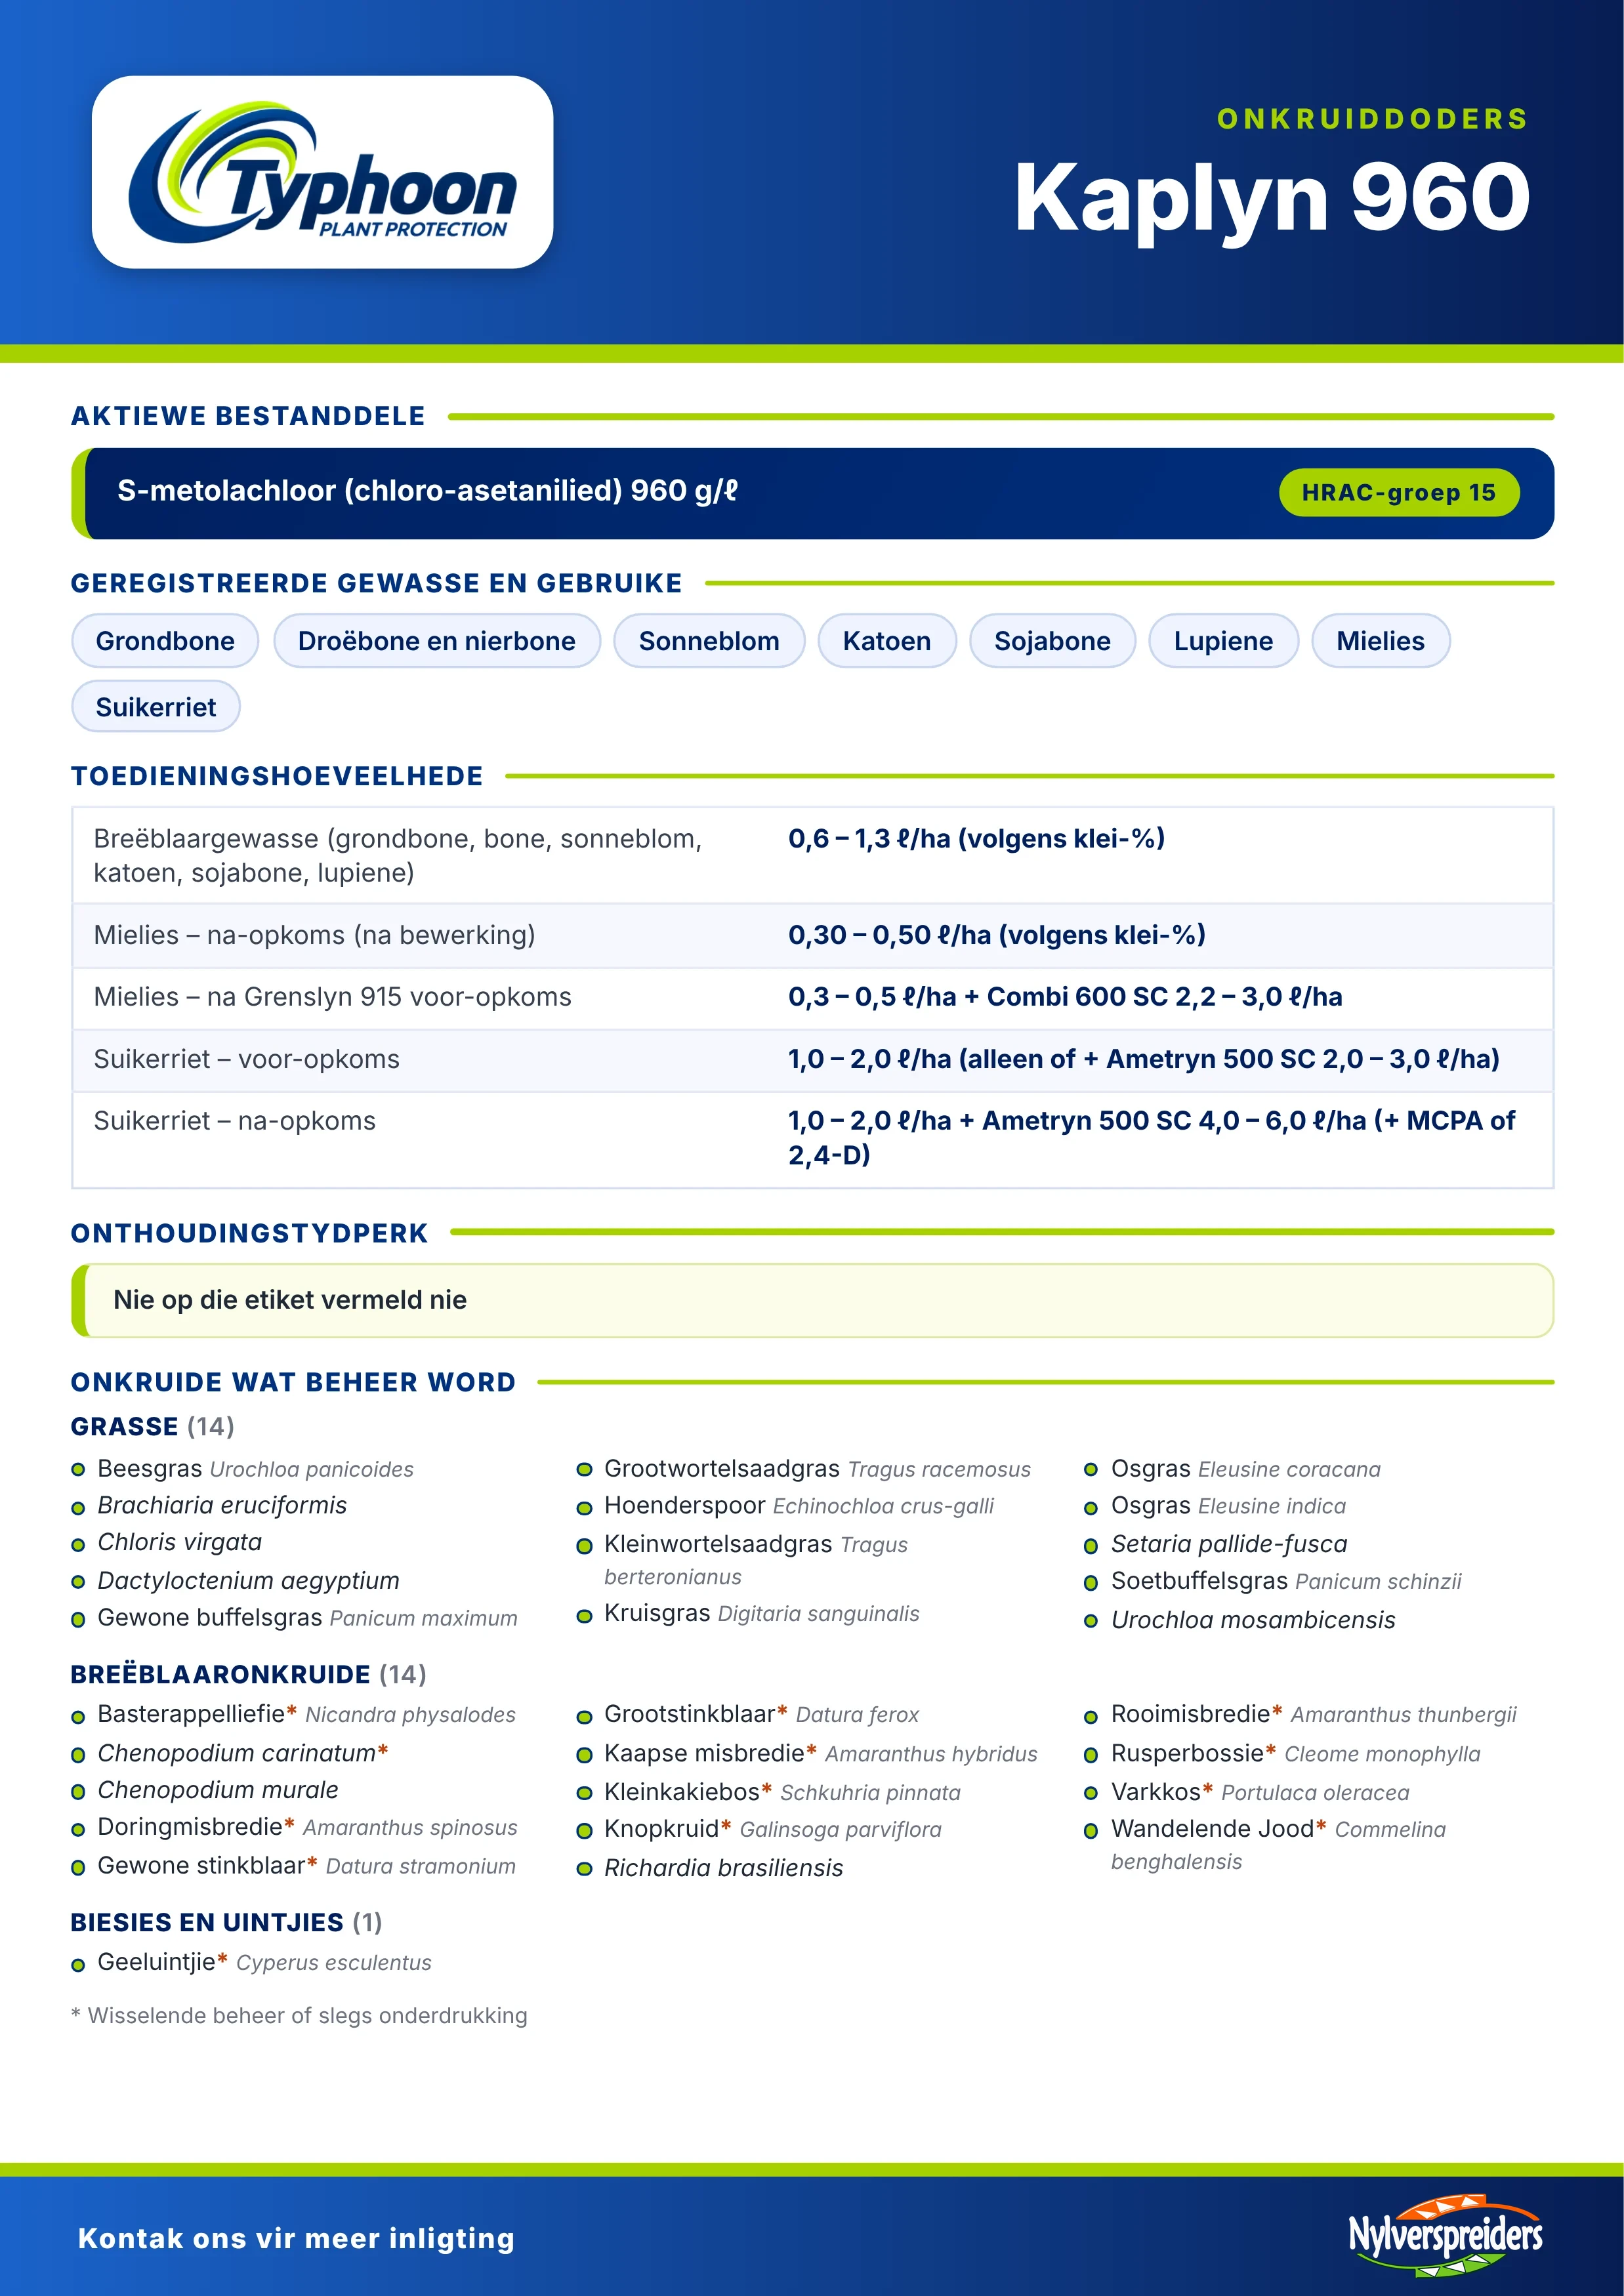 Typhoon
PLANT PROTECTION
ONKRUIDDODERS
Kaplyn 960
AKTIEWE BESTANDDELE
S-metolachloor (chloro-asetanilied) 960 g/ℓ
HRAC-groep 15
GEREGISTREERDE GEWASSE EN GEBRUIKE
Grondbone
Droëbone en nierbone
Sonneblom
Katoen
Sojabone
Lupiene
Mielies
Suikerriet
TOEDIENINGSHOEVEELHEDE
Breëblaargewasse (grondbone, bone, sonneblom,
katoen, sojabone, lupiene)
0,6 – 1,3 ℓ/ha (volgens klei-%)
Mielies – na-opkoms (na bewerking)
0,30 – 0,50 ℓ/ha (volgens klei-%)
Mielies – na Grenslyn 915 voor-opkoms
0,3 – 0,5 ℓ/ha + Combi 600 SC 2,2 – 3,0 ℓ/ha
Suikerriet – voor-opkoms
1,0 – 2,0 ℓ/ha (alleen of + Ametryn 500 SC 2,0 – 3,0 ℓ/ha)
Suikerriet – na-opkoms
1,0 – 2,0 ℓ/ha + Ametryn 500 SC 4,0 – 6,0 ℓ/ha (+ MCPA of
2,4-D)
ONTHOUDINGSTYDPERK
Nie op die etiket vermeld nie
ONKRUIDE WAT BEHEER WORD
GRASSE (14)
Beesgras Urochloa panicoides
Brachiaria eruciformis
Chloris virgata
Dactyloctenium aegyptium
Gewone buffelsgras Panicum maximum
Grootwortelsaadgras Tragus racemosus
Hoenderspoor Echinochloa crus-galli
Kleinwortelsaadgras Tragus
berteronianus
Kruisgras Digitaria sanguinalis
Osgras Eleusine coracana
Osgras Eleusine indica
Setaria pallide-fusca
Soetbuffelsgras Panicum schinzii
Urochloa mosambicensis
BREËBLAARONKRUIDE (14)
Basterappelliefie* Nicandra physalodes
Chenopodium carinatum*
Chenopodium murale
Doringmisbredie* Amaranthus spinosus
Gewone stinkblaar* Datura stramonium
Grootstinkblaar* Datura ferox
Kaapse misbredie* Amaranthus hybridus
Kleinkakiebos* Schkuhria pinnata
Knopkruid* Galinsoga parviflora
Richardia brasiliensis
Rooimisbredie* Amaranthus thunbergii
Rusperbossie* Cleome monophylla
Varkkos* Portulaca oleracea
Wandelende Jood* Commelina
benghalensis
BIESIES EN UINTJIES (1)
Geeluintjie* Cyperus esculentus
* Wisselende beheer of slegs onderdrukking
Kontak ons vir meer inligting
Nylverspreiders